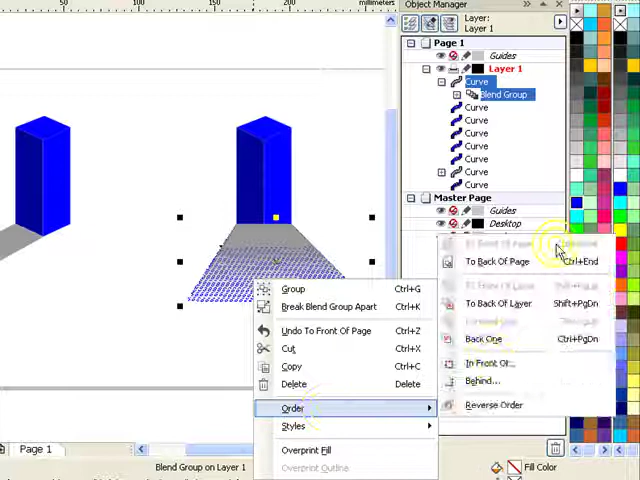 Object Manager
millimeters
50
150
200
Layer:
Layer 1
Page 1
Guides
Layer 1
Curve
Blend Group
Curve
Curve
Curve
Curve
Curve
Curve
Curve
Master Page
Guides
Desktop
To Back Of Page Ctrl+End
To Back Of Layer Shift+PgDn
Back One Ctrl+PgDn
In Front Of...
Behind...
Reverse Order
Group Ctrl+G
Break Blend Group Apart Ctrl+K
Undo To Front Of Page Ctrl+Z
Cut Ctrl+X
Copy Ctrl+C
Delete Delete
Order
Styles
Overprint Fill
Overprint Outline
Page 1
Blend Group on Layer 1
Fill Color